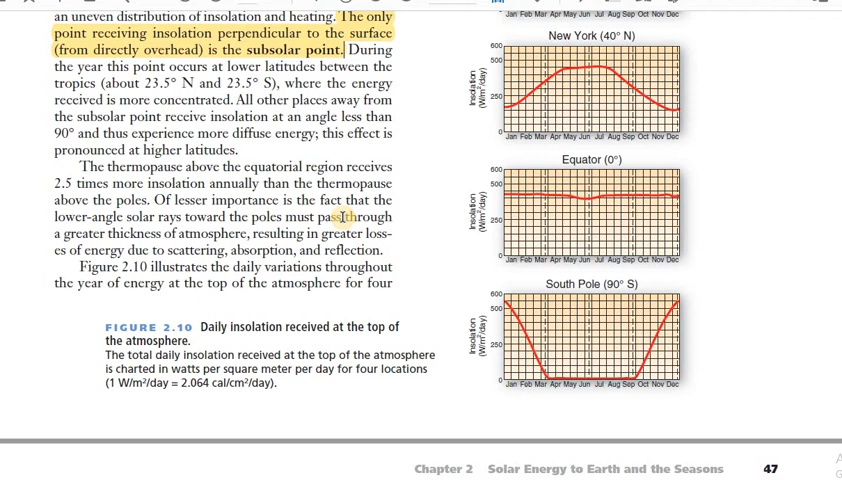 an uneven distribution of insolation and heating. The only
point receiving insolation perpendicular to the surface
(from directly overhead) is the subsolar point. During
the year this point occurs at lower latitudes between the
tropics (about 23.5° N and 23.5° S), where the energy
received is more concentrated. All other places away from
the subsolar point receive insolation at an angle less than
90° and thus experience more diffuse energy; this effect is
pronounced at higher latitudes.
The thermopause above the equatorial region receives
2.5 times more insolation annually than the thermopause
above the poles. Of lesser importance is the fact that the
lower-angle solar rays toward the poles must pass through
a greater thickness of atmosphere, resulting in greater loss-
es of energy due to scattering, absorption, and reflection.
Figure 2.10 illustrates the daily variations throughout
the year of energy at the top of the atmosphere for four
FIGURE 2.10 Daily insolation received at the top of
the atmosphere.
The total daily insolation received at the top of the atmosphere
is charted in watts per square meter per day for four locations
(1 W/m²/day = 2.064 cal/cm²/day).
0
Jan Feb Mar Apr May Jun Jul Aug Sep Oct Nov Dec
New York (40° N)
Insolation
(W/m²/day)
600
500
250
0
Jan Feb Mar Apr May Jun Jul Aug Sep Oct Nov Dec
Equator (0°)
Insolation
(W/m²/day)
600
500
250
0
Jan Feb Mar Apr May Jun Jul Aug Sep Oct Nov Dec
South Pole (90° S)
Insolation
(W/m²/day)
600
500
250
0
Jan Feb Mar Apr May Jun Jul Aug Sep Oct Nov Dec
Chapter 2 Solar Energy to Earth and the Seasons 47